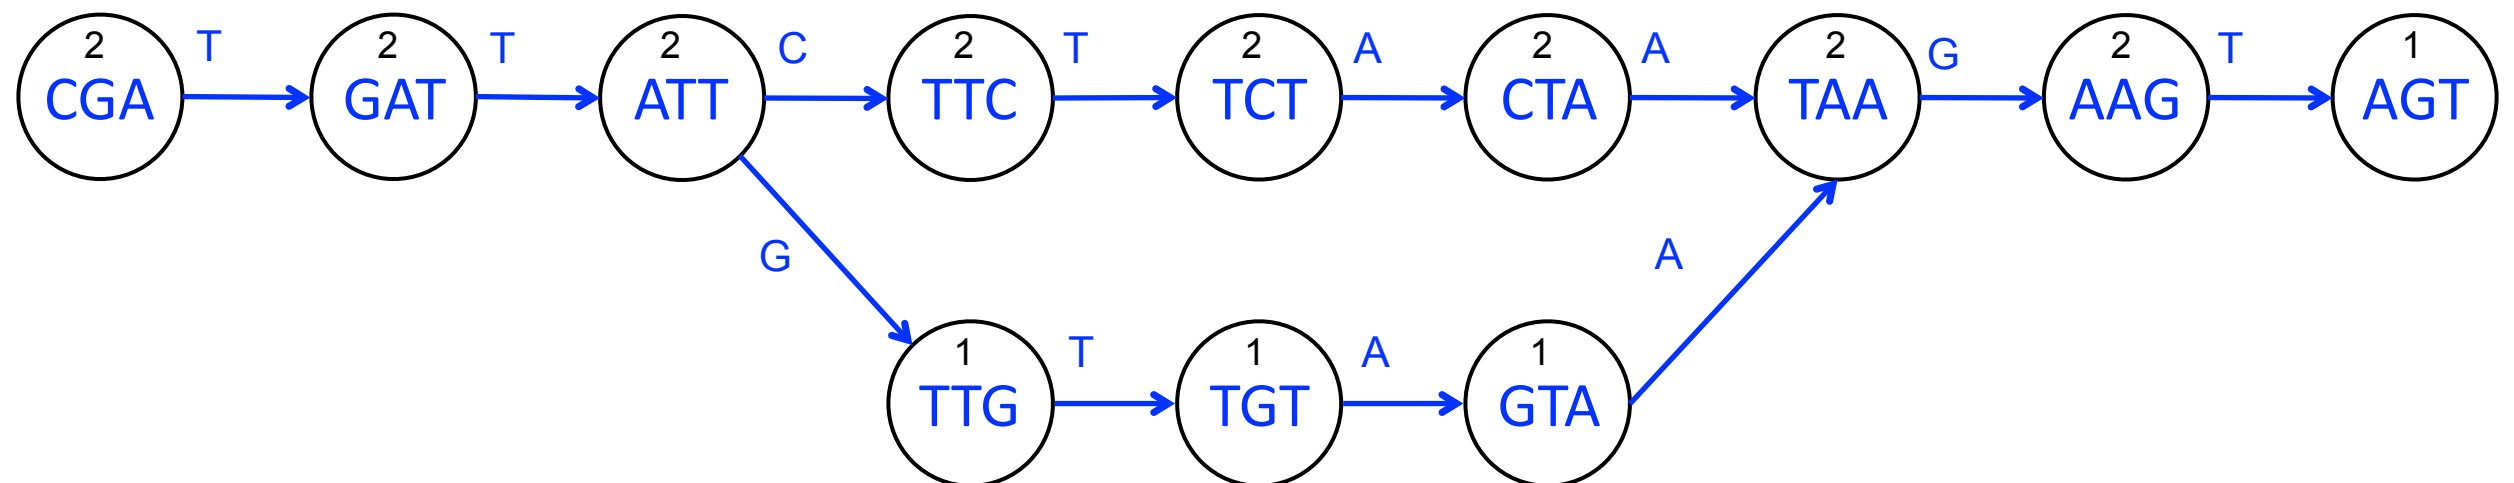 T T C T A A G T
2 2 2 2 2 2 2 2 1
CGA GAT ATT TTC TCT CTA TAA AAG AGT
G A
T A
1 1 1
TTG TGT GTA